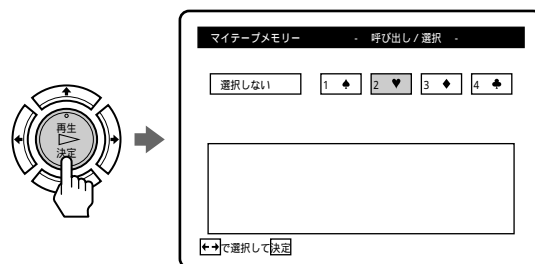 マイテープメモリー - 呼び出し / 選択 -
選択しない 1 ♠ 2 ♥ 3 ♦ 4 ♣
再生
決定
←→で選択して決定